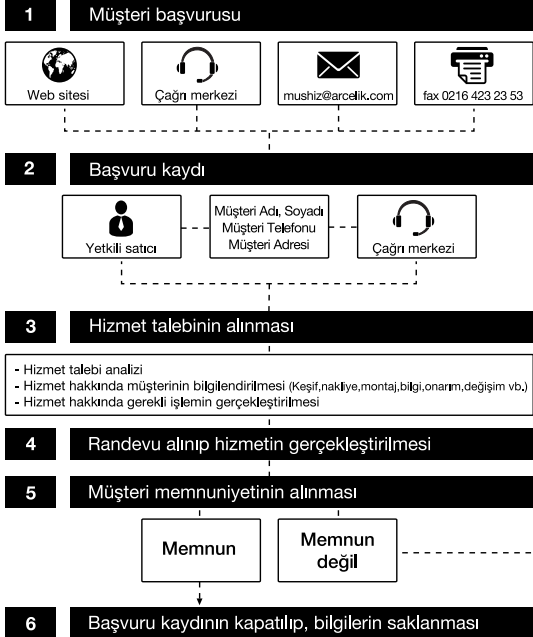 1 Müşteri başvurusu
Web sitesi
Çağrı merkezi
mushiz@arcelik.com
fax 0216 423 23 53
2 Başvuru kaydı
Yetkili satıcı
Müşteri Adı, Soyadı
Müşteri Telefonu
Müşteri Adresi
Çağrı merkezi
3 Hizmet talebinin alınması
- Hizmet talebi analizi
- Hizmet hakkında müşterinin bilgilendirilmesi (Keşif,nakliye,montaj,bilgi,onarım,değişim vb.)
- Hizmet hakkında gerekli işlemin gerçekleştirilmesi
4 Randevu alınıp hizmetin gerçekleştirilmesi
5 Müşteri memnuniyetinin alınması
Memnun
Memnun
değil
6 Başvuru kaydının kapatılıp, bilgilerin saklanması